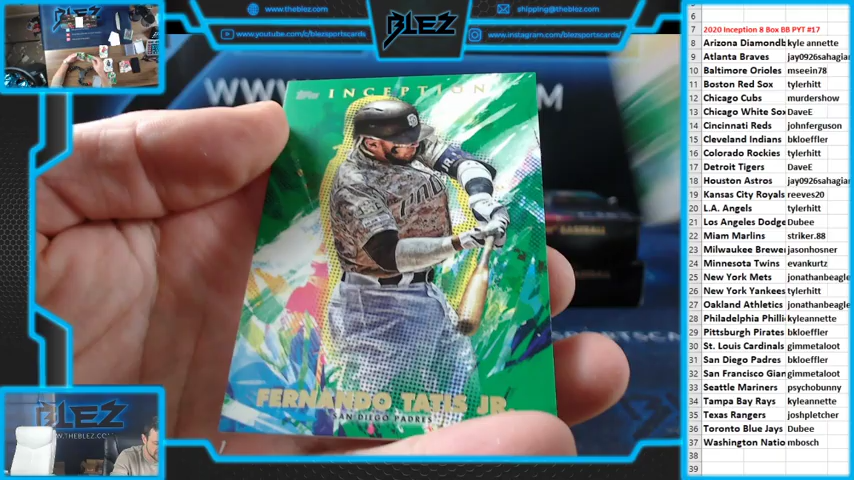 www.theblez.com
BLEZ
shipping@theblez.com
www.youtube.com/c/blezsportscards
www.instagram.com/blezsportscards/
Topps INCEPTION
FERNANDO TATIS JR.
SAN DIEGO PADRES
BLEZ
WWW.THEBLEZ.COM
6
7 2020 Inception 8 Box BB PYT #17
8 Arizona Diamondb kyle annette
9 Atlanta Braves jay0926sahagian
10 Baltimore Orioles mseein78
11 Boston Red Sox tylerhitt
12 Chicago Cubs murdershow
13 Chicago White Sox DaveE
14 Cincinnati Reds johnferguson
15 Cleveland Indians bkloeffler
16 Colorado Rockies tylerhitt
17 Detroit Tigers DaveE
18 Houston Astros jay0926sahagian
19 Kansas City Royals reeves20
20 L.A. Angels tylerhitt
21 Los Angeles Dodge Dubee
22 Miam Marlins striker.88
23 Milwaukee Brewe jasonhosner
24 Minnesota Twins evankurtz
25 New York Mets jonathanbeagle
26 New York Yankees tylerhitt
27 Oakland Athletics jonathanbeagle
28 Philadelphia Philli kyleannette
29 Pittsburgh Pirates bkloeffler
30 St. Louis Cardinals gimmetaloot
31 San Diego Padres bkloeffler
32 San Francisco Gian gimmetaloot
33 Seattle Mariners psychobunny
34 Tampa Bay Rays kyleannette
35 Texas Rangers joshpletcher
36 Toronto Blue Jays Dubee
37 Washington Natio mbosch
38
39